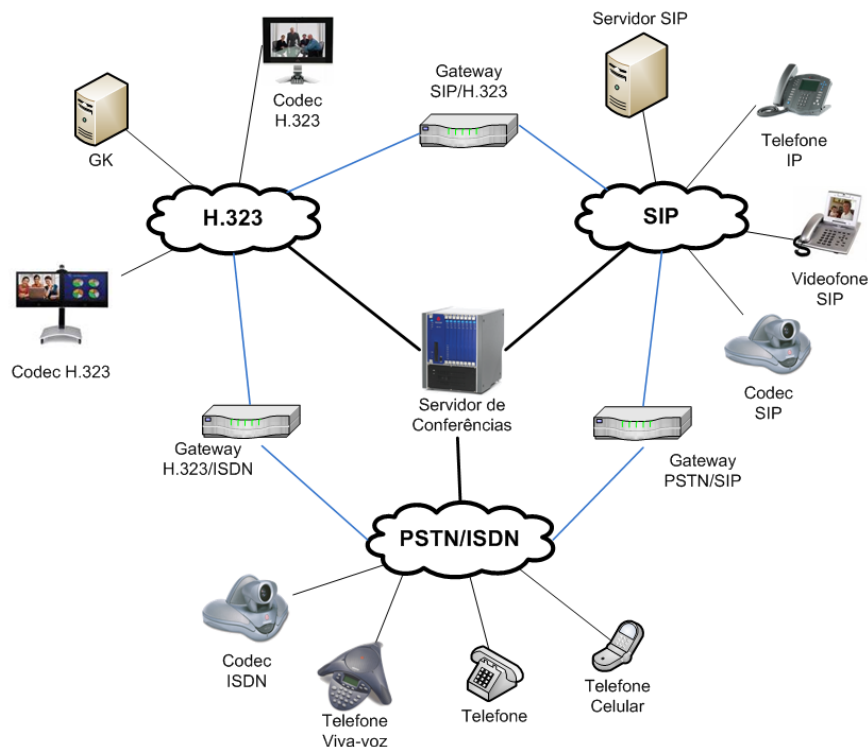 Servidor SIP
Gateway
SIP/H.323
Codec
H.323
GK
Telefone
IP
H.323
SIP
Videofone
SIP
Codec H.323
Codec
SIP
Servidor de
Conferências
Gateway
H.323/ISDN
Gateway
PSTN/SIP
PSTN/ISDN
Codec
ISDN
Telefone
Viva-voz
Telefone
Telefone
Celular